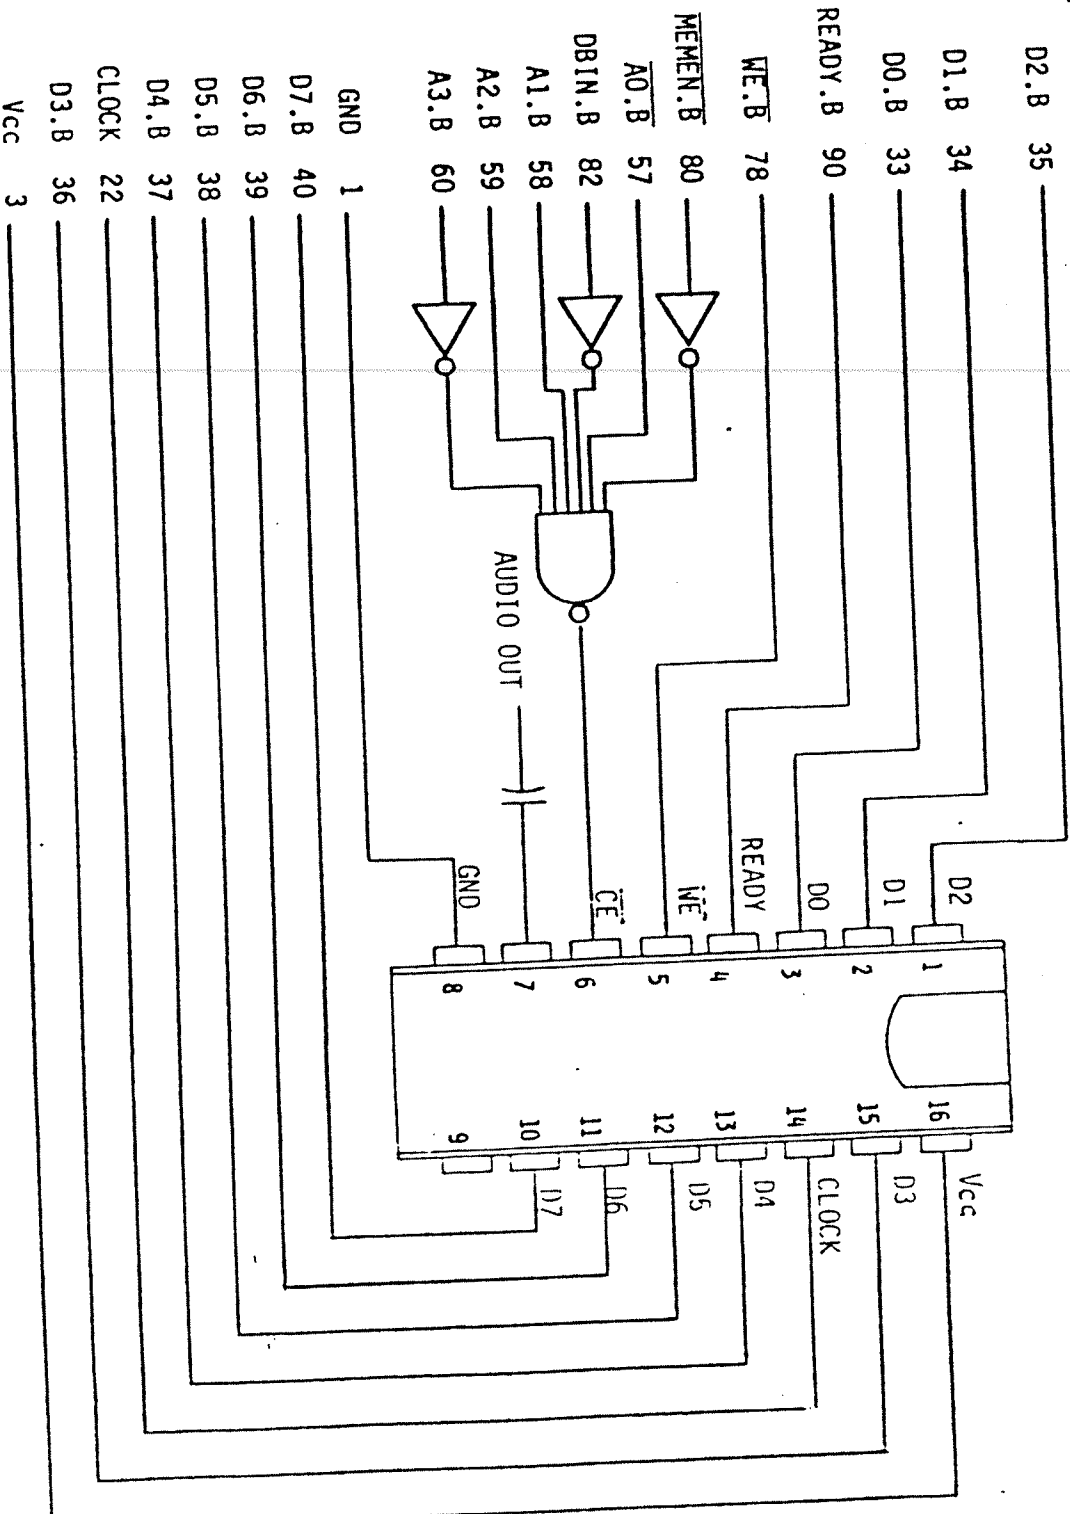 D2.B 35
D1.B 34
D0.B 33
READY.B 90
WE.B 78
MEMEN.B 80
A0.B 57
DBIN.B 82
A1.B 58
A2.B 59
A3.B 60
GND 1
D7.B 40
D6.B 39
D5.B 38
D4.B 37
CLOCK 22
D3.B 36
Vcc 3
AUDIO OUT
D2
D1
D0
READY
WE
CE
GND
1
2
3
4
5
6
7
8
16
15
14
13
12
11
10
9
Vcc
D3
CLOCK
D4
D5
D6
D7